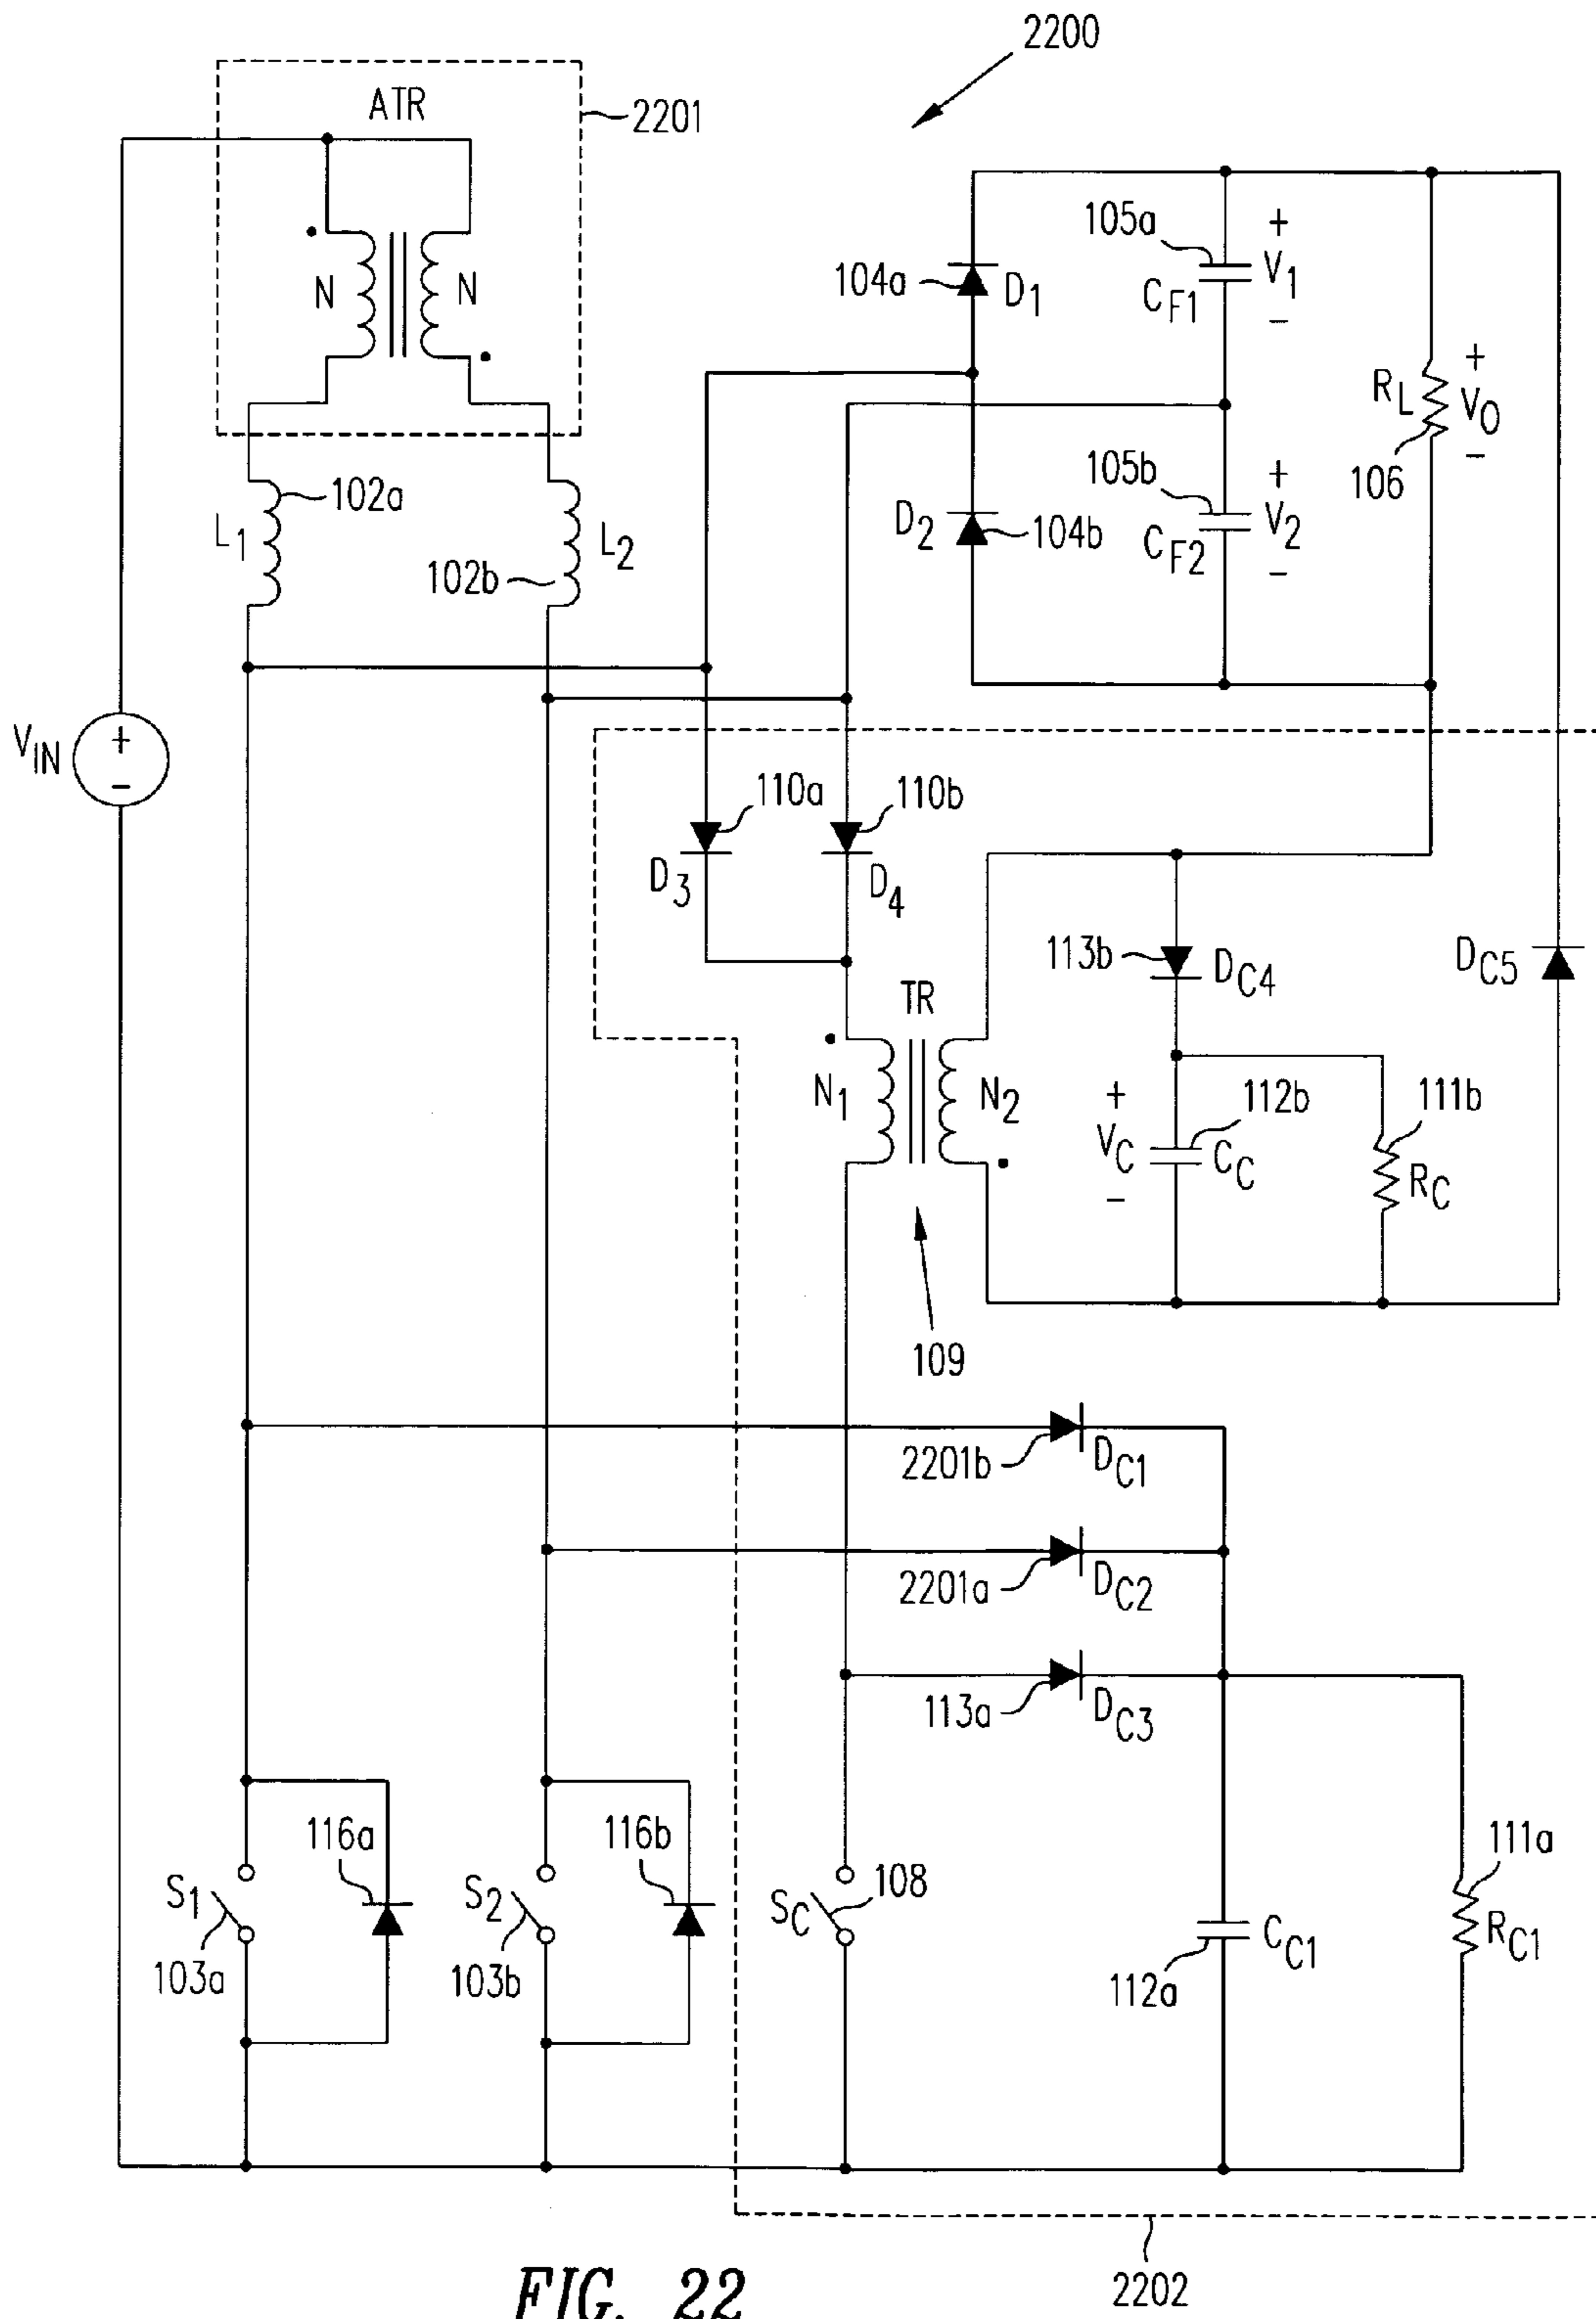 2200
ATR
2201
N
N
105a
+
V1
-
CF1
104a
D1
RL
+
VO
-
106
102a
L1
L2
102b
105b
+
V2
-
CF2
D2
104b
VIN
+
-
110a
110b
D3
D4
113b
DC4
DC5
TR
N1
N2
+
VC
-
112b
CC
111b
RC
109
2201b
DC1
2201a
DC2
113a
DC3
116a
116b
111a
S1
S2
SC
108
103a
103b
112a
CC1
RC1
FIG. 22
2202